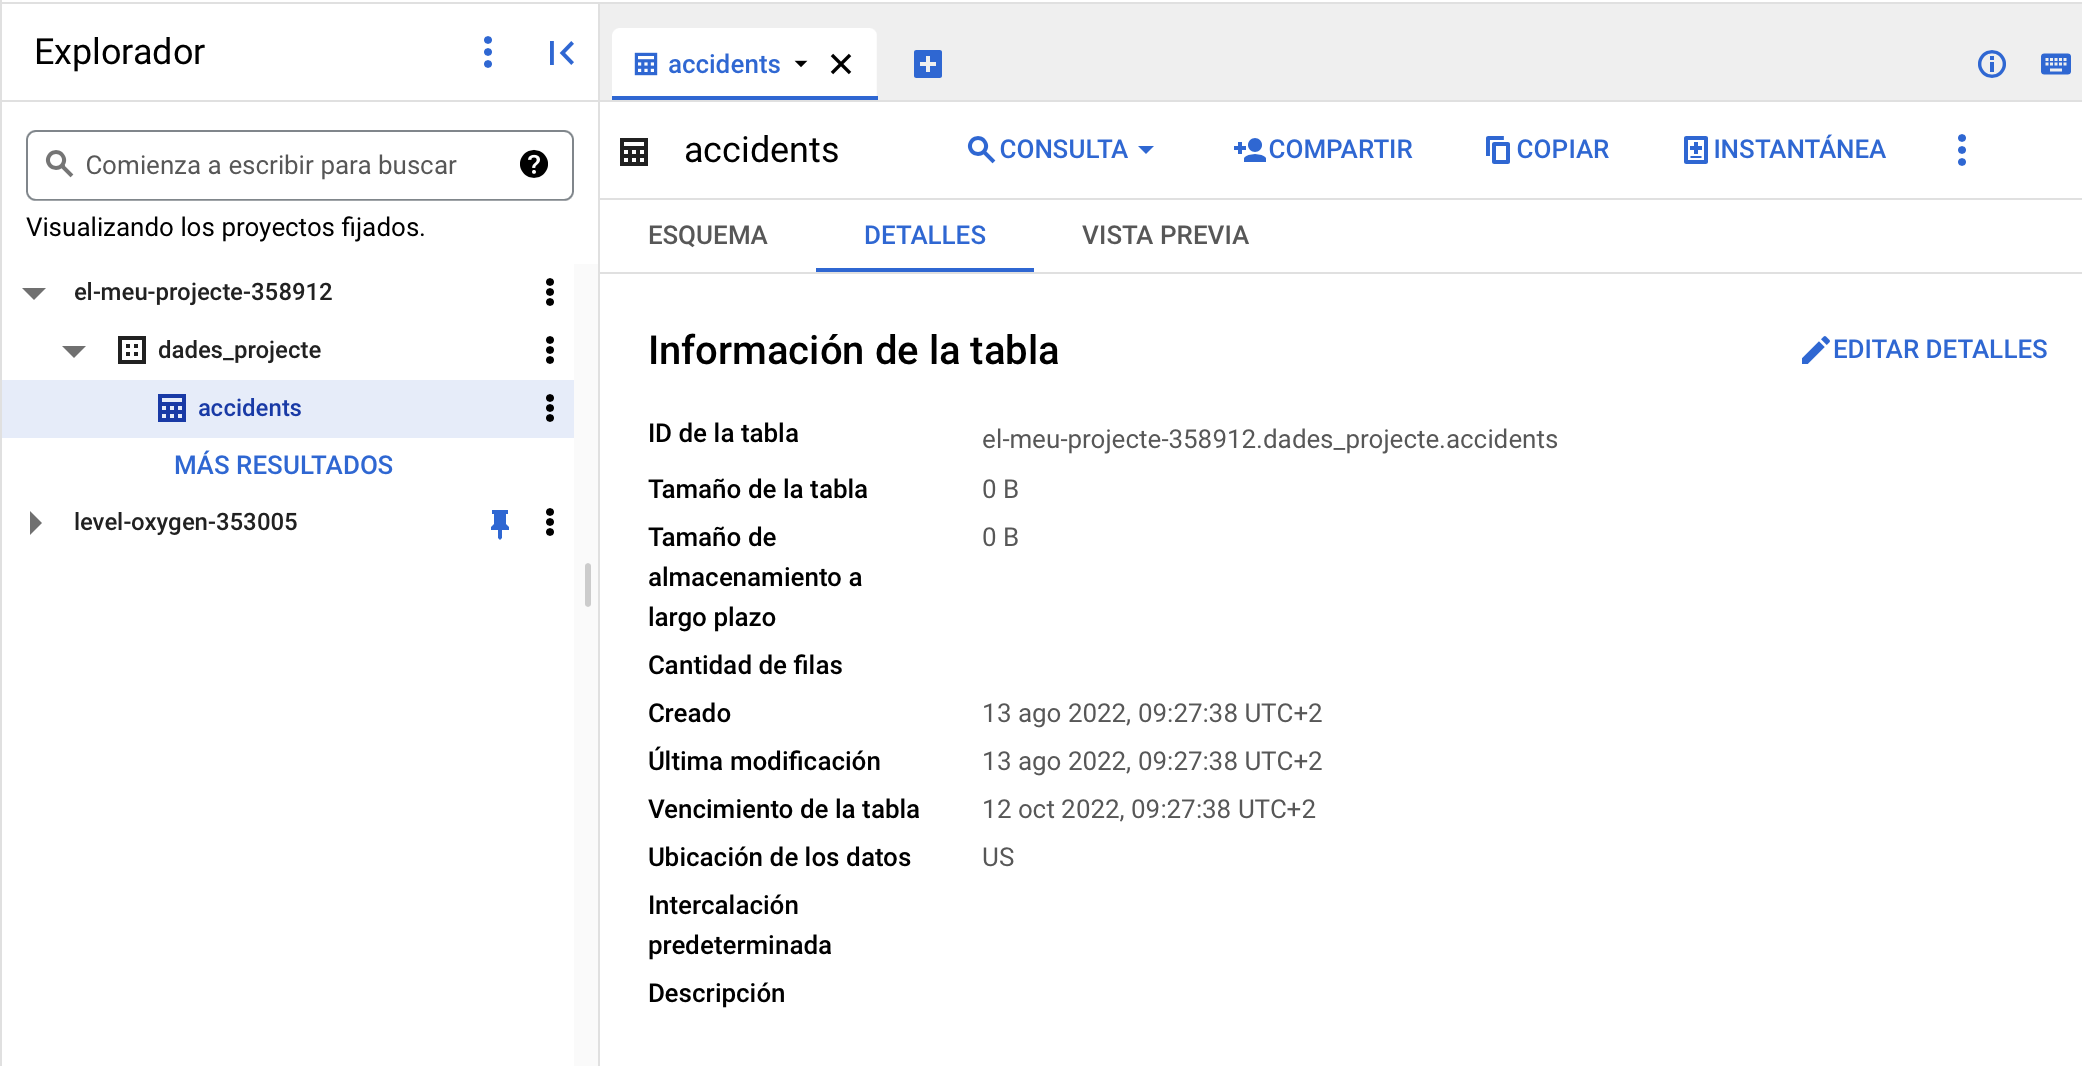 Explorador
accidents
Comienza a escribir para buscar
Visualizando los proyectos fijados.
el-meu-projecte-358912
dades_projecte
accidents
MÁS RESULTADOS
level-oxygen-353005
accidents
CONSULTA
COMPARTIR
COPIAR
INSTANTÁNEA
ESQUEMA
DETALLES
VISTA PREVIA
Información de la tabla
EDITAR DETALLES
ID de la tabla
el-meu-projecte-358912.dades_projecte.accidents
Tamaño de la tabla
0 B
Tamaño de
almacenamiento a
largo plazo
0 B
Cantidad de filas
Creado
13 ago 2022, 09:27:38 UTC+2
Última modificación
13 ago 2022, 09:27:38 UTC+2
Vencimiento de la tabla
12 oct 2022, 09:27:38 UTC+2
Ubicación de los datos
US
Intercalación
predeterminada
Descripción